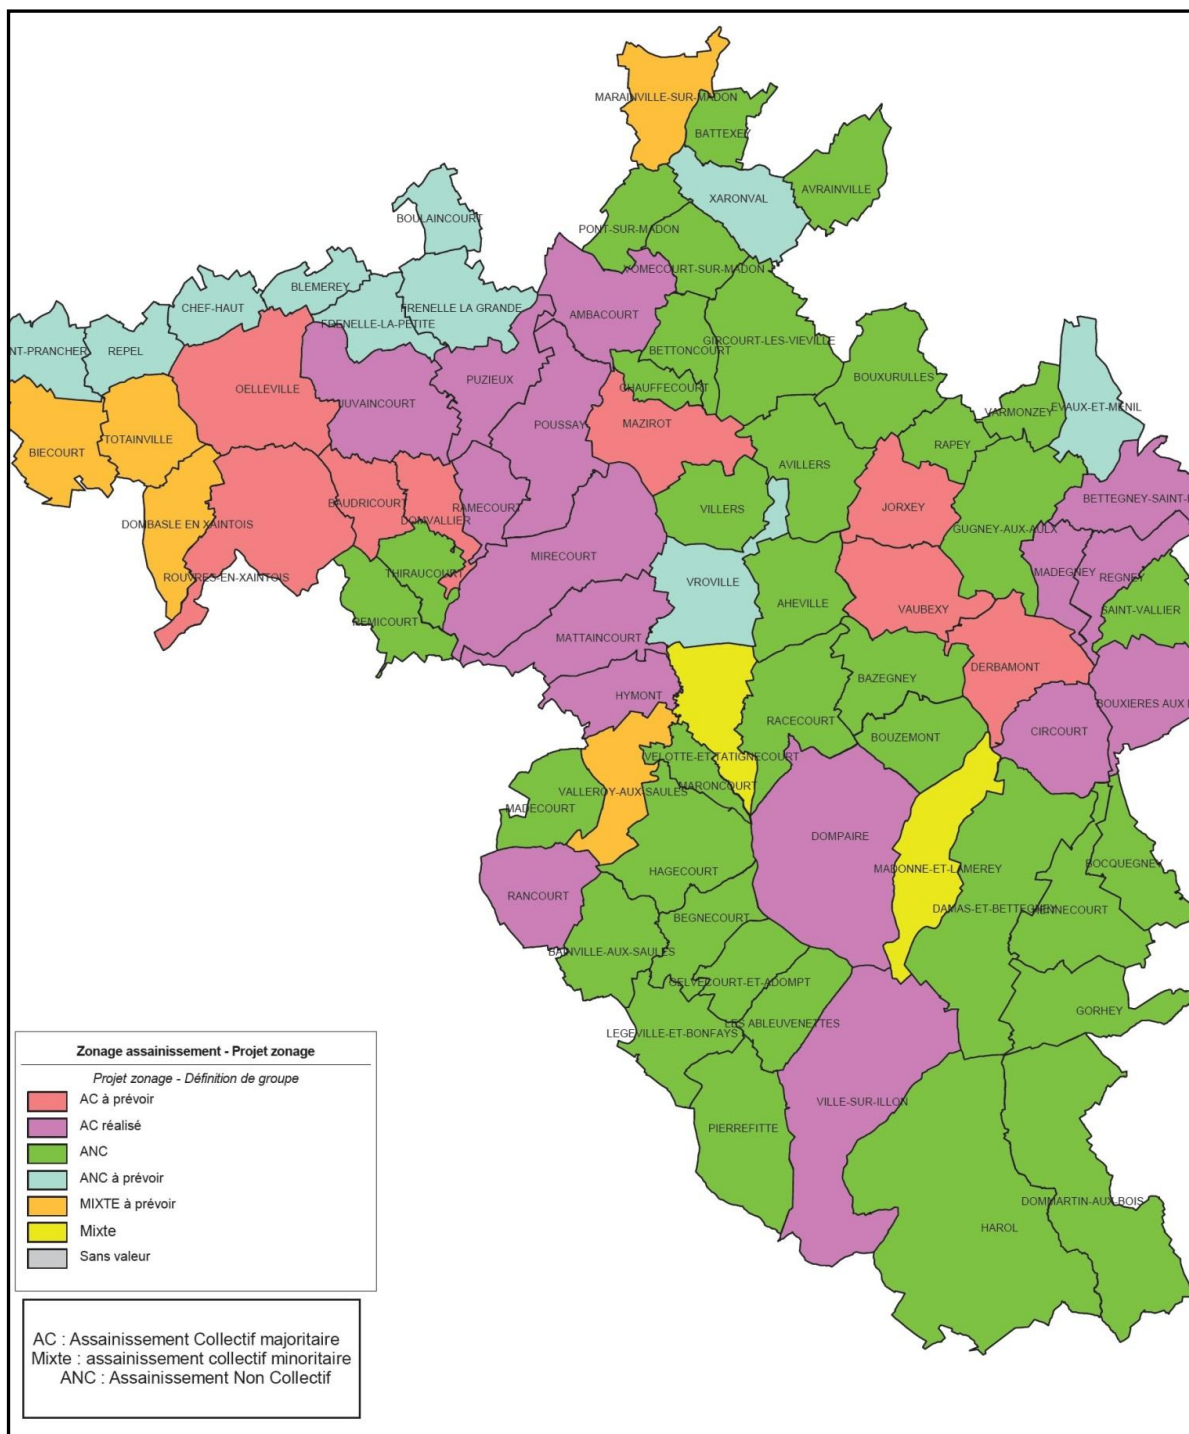 MARAINVILLE-SUR-MADON
BATTEXEY
AVRAINVILLE
XARONVAL
BOULAINCOURT
PONT-SUR-MADON
VOMECOURT-SUR-MADON
BLEMEREY
CHEF-HAUT
FRENELLE LA GRANDE
AMBACOURT
FRENELLE-LA-PETITE
GIRCOURT-LES-VIEVILLE
NT-PRANCHER
REPEL
BETTONCOURT
BOUXURULLES
PUZIEUX
OELLEVILLE
CHAUFFECOURT
JUVAINCOURT
EVAUX-ET-MENIL
VARMONZEY
POUSSAY
MAZIROT
TOTAINVILLE
RAPEY
BIECOURT
AVILLERS
BETTEGNEY-SAINT-
BAUDRICOURT
DOMVALLIER
RAMECOURT
VILLERS
JORXEY
DOMBASLE EN XAINTOIS
GUGNEY-AUX-AULX
MIRECOURT
THIRAUCOURT
MADEGNEY
REGNEY
ROUVRES-EN-XAINTOIS
VROVILLE
AHEVILLE
VAUBEXY
SAINT-VALLIER
REMICOURT
MATTAINCOURT
DERBAMONT
BAZEGNEY
HYMONT
BOUXIERES AUX
RACECOURT
CIRCOURT
BOUZEMONT
VELOTTE-ET-TATIGNECOURT
MARONCOURT
VALLEROY-AUX-SAULES
MADECOURT
DOMPAIRE
BOCQUEGNEY
HAGECOURT
MADONNE-ET-LAMEREY
RANCOURT
DAMAS-ET-BETTEGNEY
HENNECOURT
BEGNECOURT
BAINVILLE-AUX-SAULES
GELVECOURT-ET-ADOMPT
GORHEY
LES ABLEUVENETTES
LEGEVILLE-ET-BONFAYS
VILLE-SUR-ILLON
PIERREFITTE
DOMMARTIN-AUX-BOIS
HAROL
Zonage assainissement - Projet zonage
Projet zonage - Définition de groupe
AC à prévoir
AC réalisé
ANC
ANC à prévoir
MIXTE à prévoir
Mixte
Sans valeur
AC : Assainissement Collectif majoritaire
Mixte : assainissement collectif minoritaire
ANC : Assainissement Non Collectif